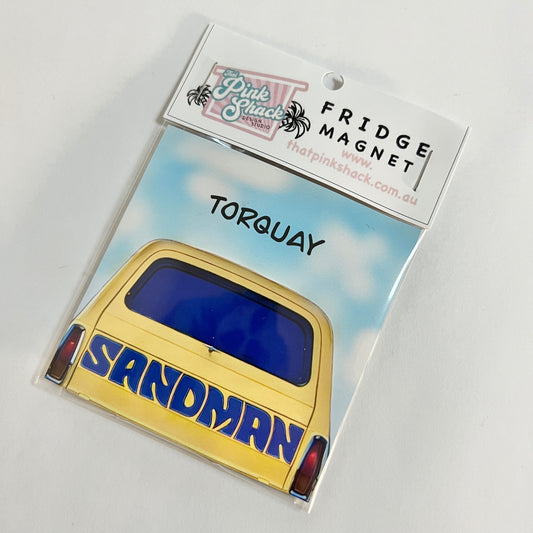 That
Pink
Shack
DESIGN
STUDIO
FRIDGE
MAGNET
www.
thatpinkshack.com.au
TORQUAY
SANDMAN